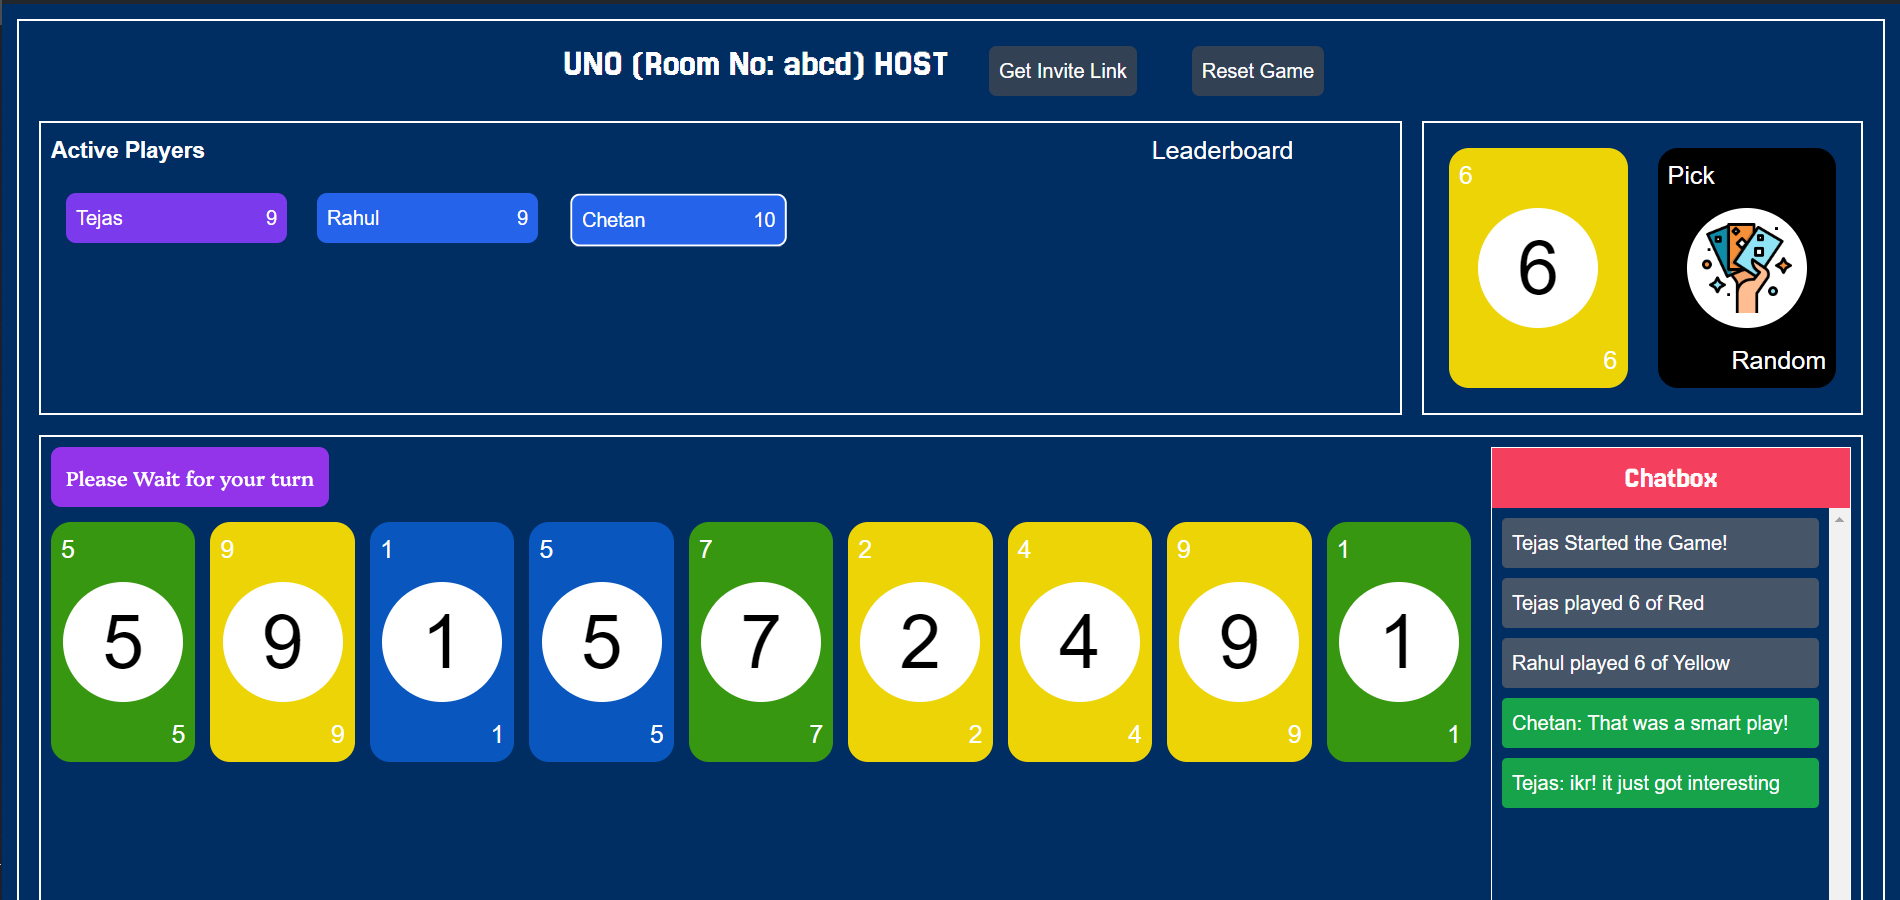 UNO (Room No: abcd) HOST
Get Invite Link
Reset Game
Active Players
Leaderboard
Tejas 9
Rahul 9
Chetan 10
6
6
6
Pick
Random
Please Wait for your turn
5
5
5
9
9
9
1
1
1
5
5
5
7
7
7
2
2
2
4
4
4
9
9
9
1
1
1
Chatbox
Tejas Started the Game!
Tejas played 6 of Red
Rahul played 6 of Yellow
Chetan: That was a smart play!
Tejas: ikr! it just got interesting